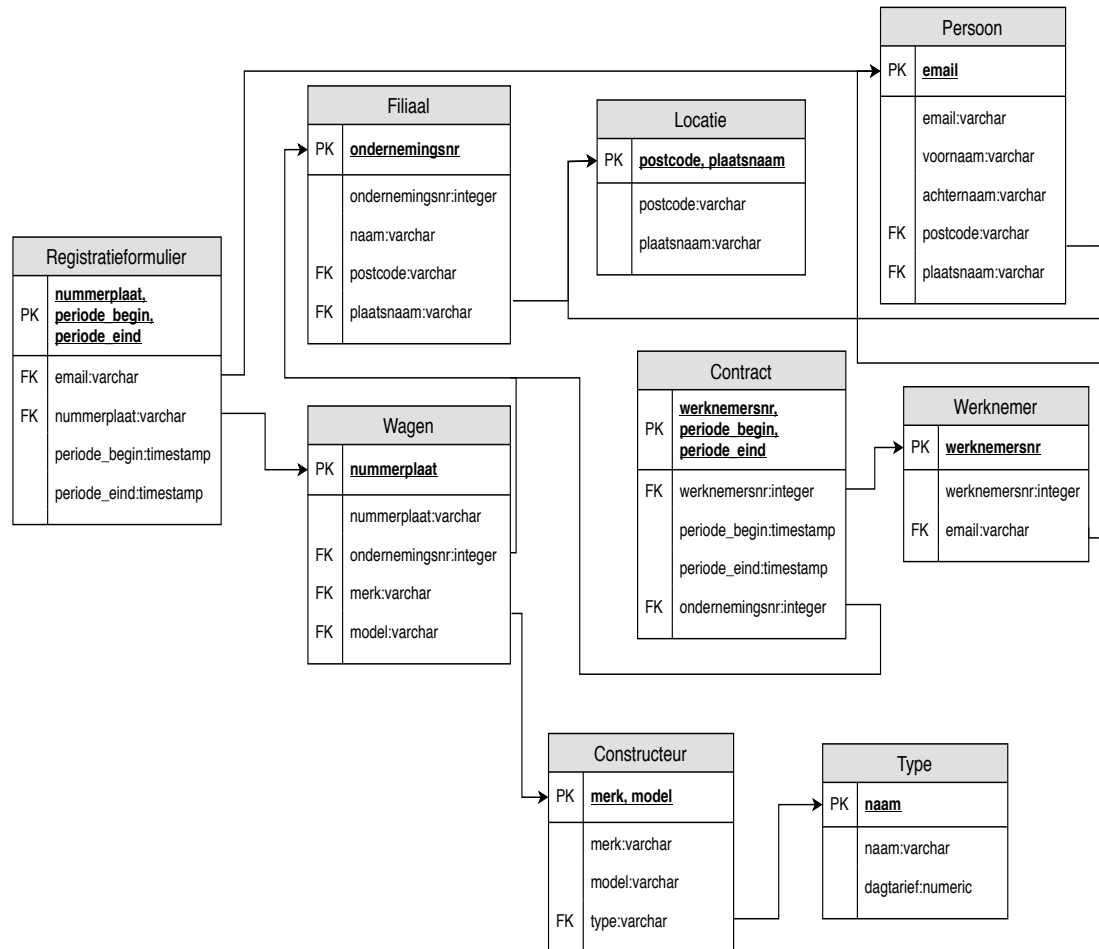 Persoon
PK email
email:varchar
voornaam:varchar
achternaam:varchar
FK postcode:varchar
FK plaatsnaam:varchar
Filiaal
PK ondernemingsnr
ondernemingsnr:integer
naam:varchar
FK postcode:varchar
FK plaatsnaam:varchar
Locatie
PK postcode, plaatsnaam
postcode:varchar
plaatsnaam:varchar
Registratieformulier
PK nummerplaat,
periode_begin,
periode_eind
FK email:varchar
FK nummerplaat:varchar
periode_begin:timestamp
periode_eind:timestamp
Wagen
PK nummerplaat
nummerplaat:varchar
FK ondernemingsnr:integer
FK merk:varchar
FK model:varchar
Contract
PK werknemersnr,
periode_begin,
periode_eind
FK werknemersnr:integer
periode_begin:timestamp
periode_eind:timestamp
FK ondernemingsnr:integer
Werknemer
PK werknemersnr
werknemersnr:integer
FK email:varchar
Constructeur
PK merk, model
merk:varchar
model:varchar
FK type:varchar
Type
PK naam
naam:varchar
dagtarief:numeric